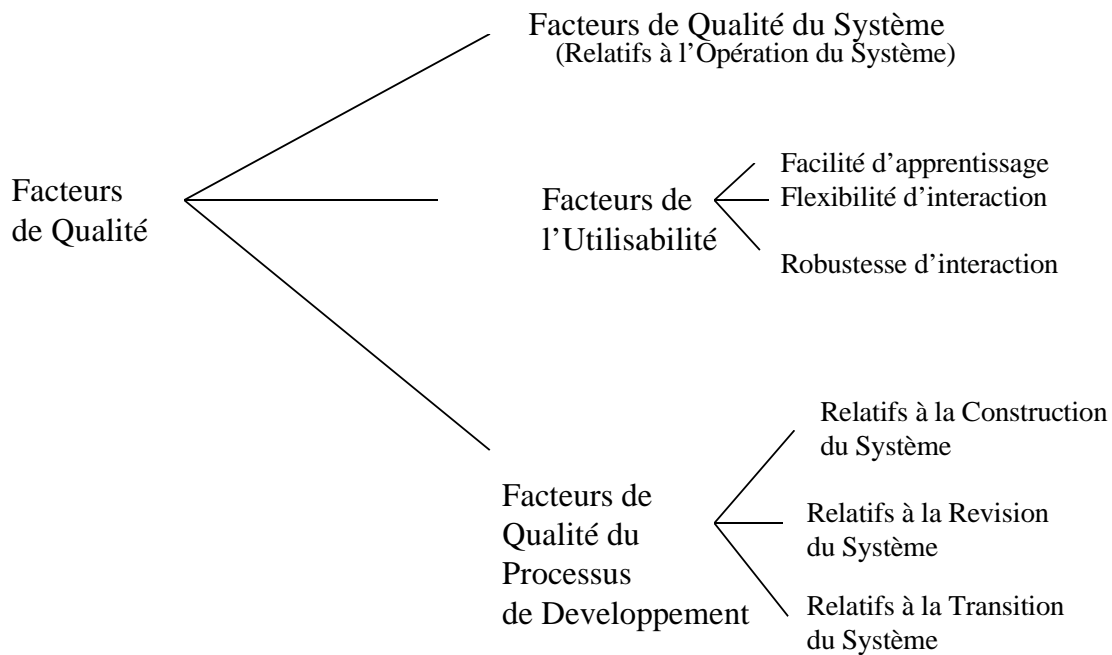 Facteurs de Qualité du Système
(Relatifs à l’Opération du Système)
Facteurs
de Qualité
Facteurs de
l’Utilisabilité
Facilité d’apprentissage
Flexibilité d’interaction
Robustesse d’interaction
Facteurs de
Qualité du
Processus
de Developpement
Relatifs à la Construction
du Système
Relatifs à la Revision
du Système
Relatifs à la Transition
du Système